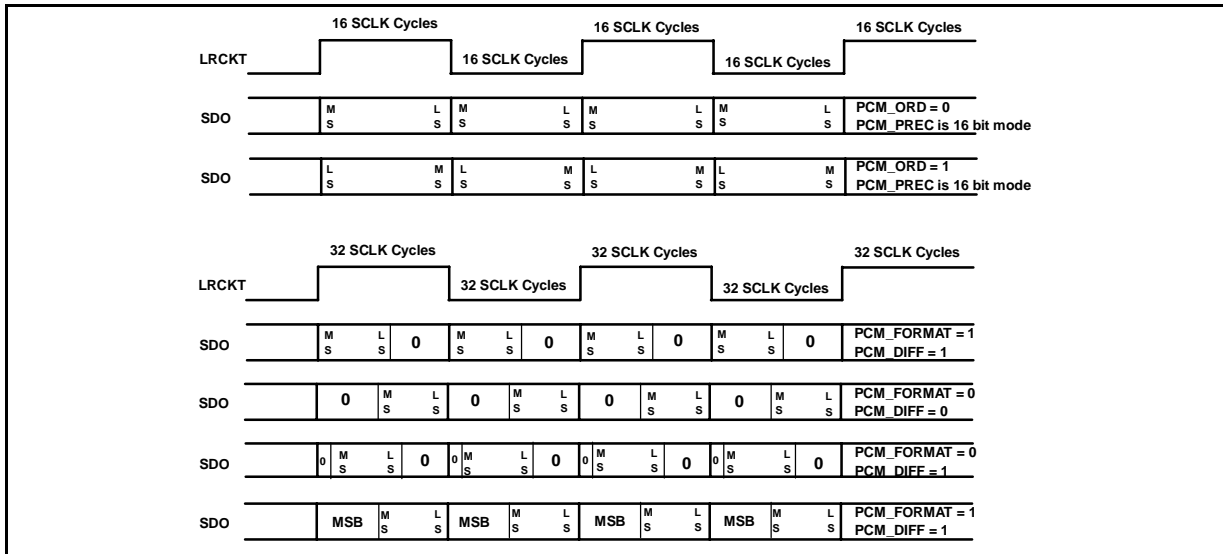 16 SCLK Cycles 16 SCLK Cycles 16 SCLK Cycles
LRCKT 16 SCLK Cycles 16 SCLK Cycles
SDO M L M L M L M L PCM_ORD = 0
S S S S S S S S PCM_PREC is 16 bit mode
SDO L M L M L M L M PCM_ORD = 1
S S S S S S S S PCM_PREC is 16 bit mode
32 SCLK Cycles 32 SCLK Cycles 32 SCLK Cycles
LRCKT 32 SCLK Cycles 32 SCLK Cycles
SDO M L 0 M L 0 M L 0 M L 0 PCM_FORMAT = 1
S S S S S S S S PCM_DIFF = 1
SDO 0 M L 0 M L 0 M L 0 M L PCM_FORMAT = 0
S S S S S S S S PCM_DIFF = 0
SDO 0 M L 0 0 M L 0 0 M L 0 0 M L 0 PCM_FORMAT = 0
S S S S S S S S PCM_DIFF = 1
SDO MSB M L MSB M L MSB M L MSB M L PCM_FORMAT = 1
S S S S S S S S PCM_DIFF = 1